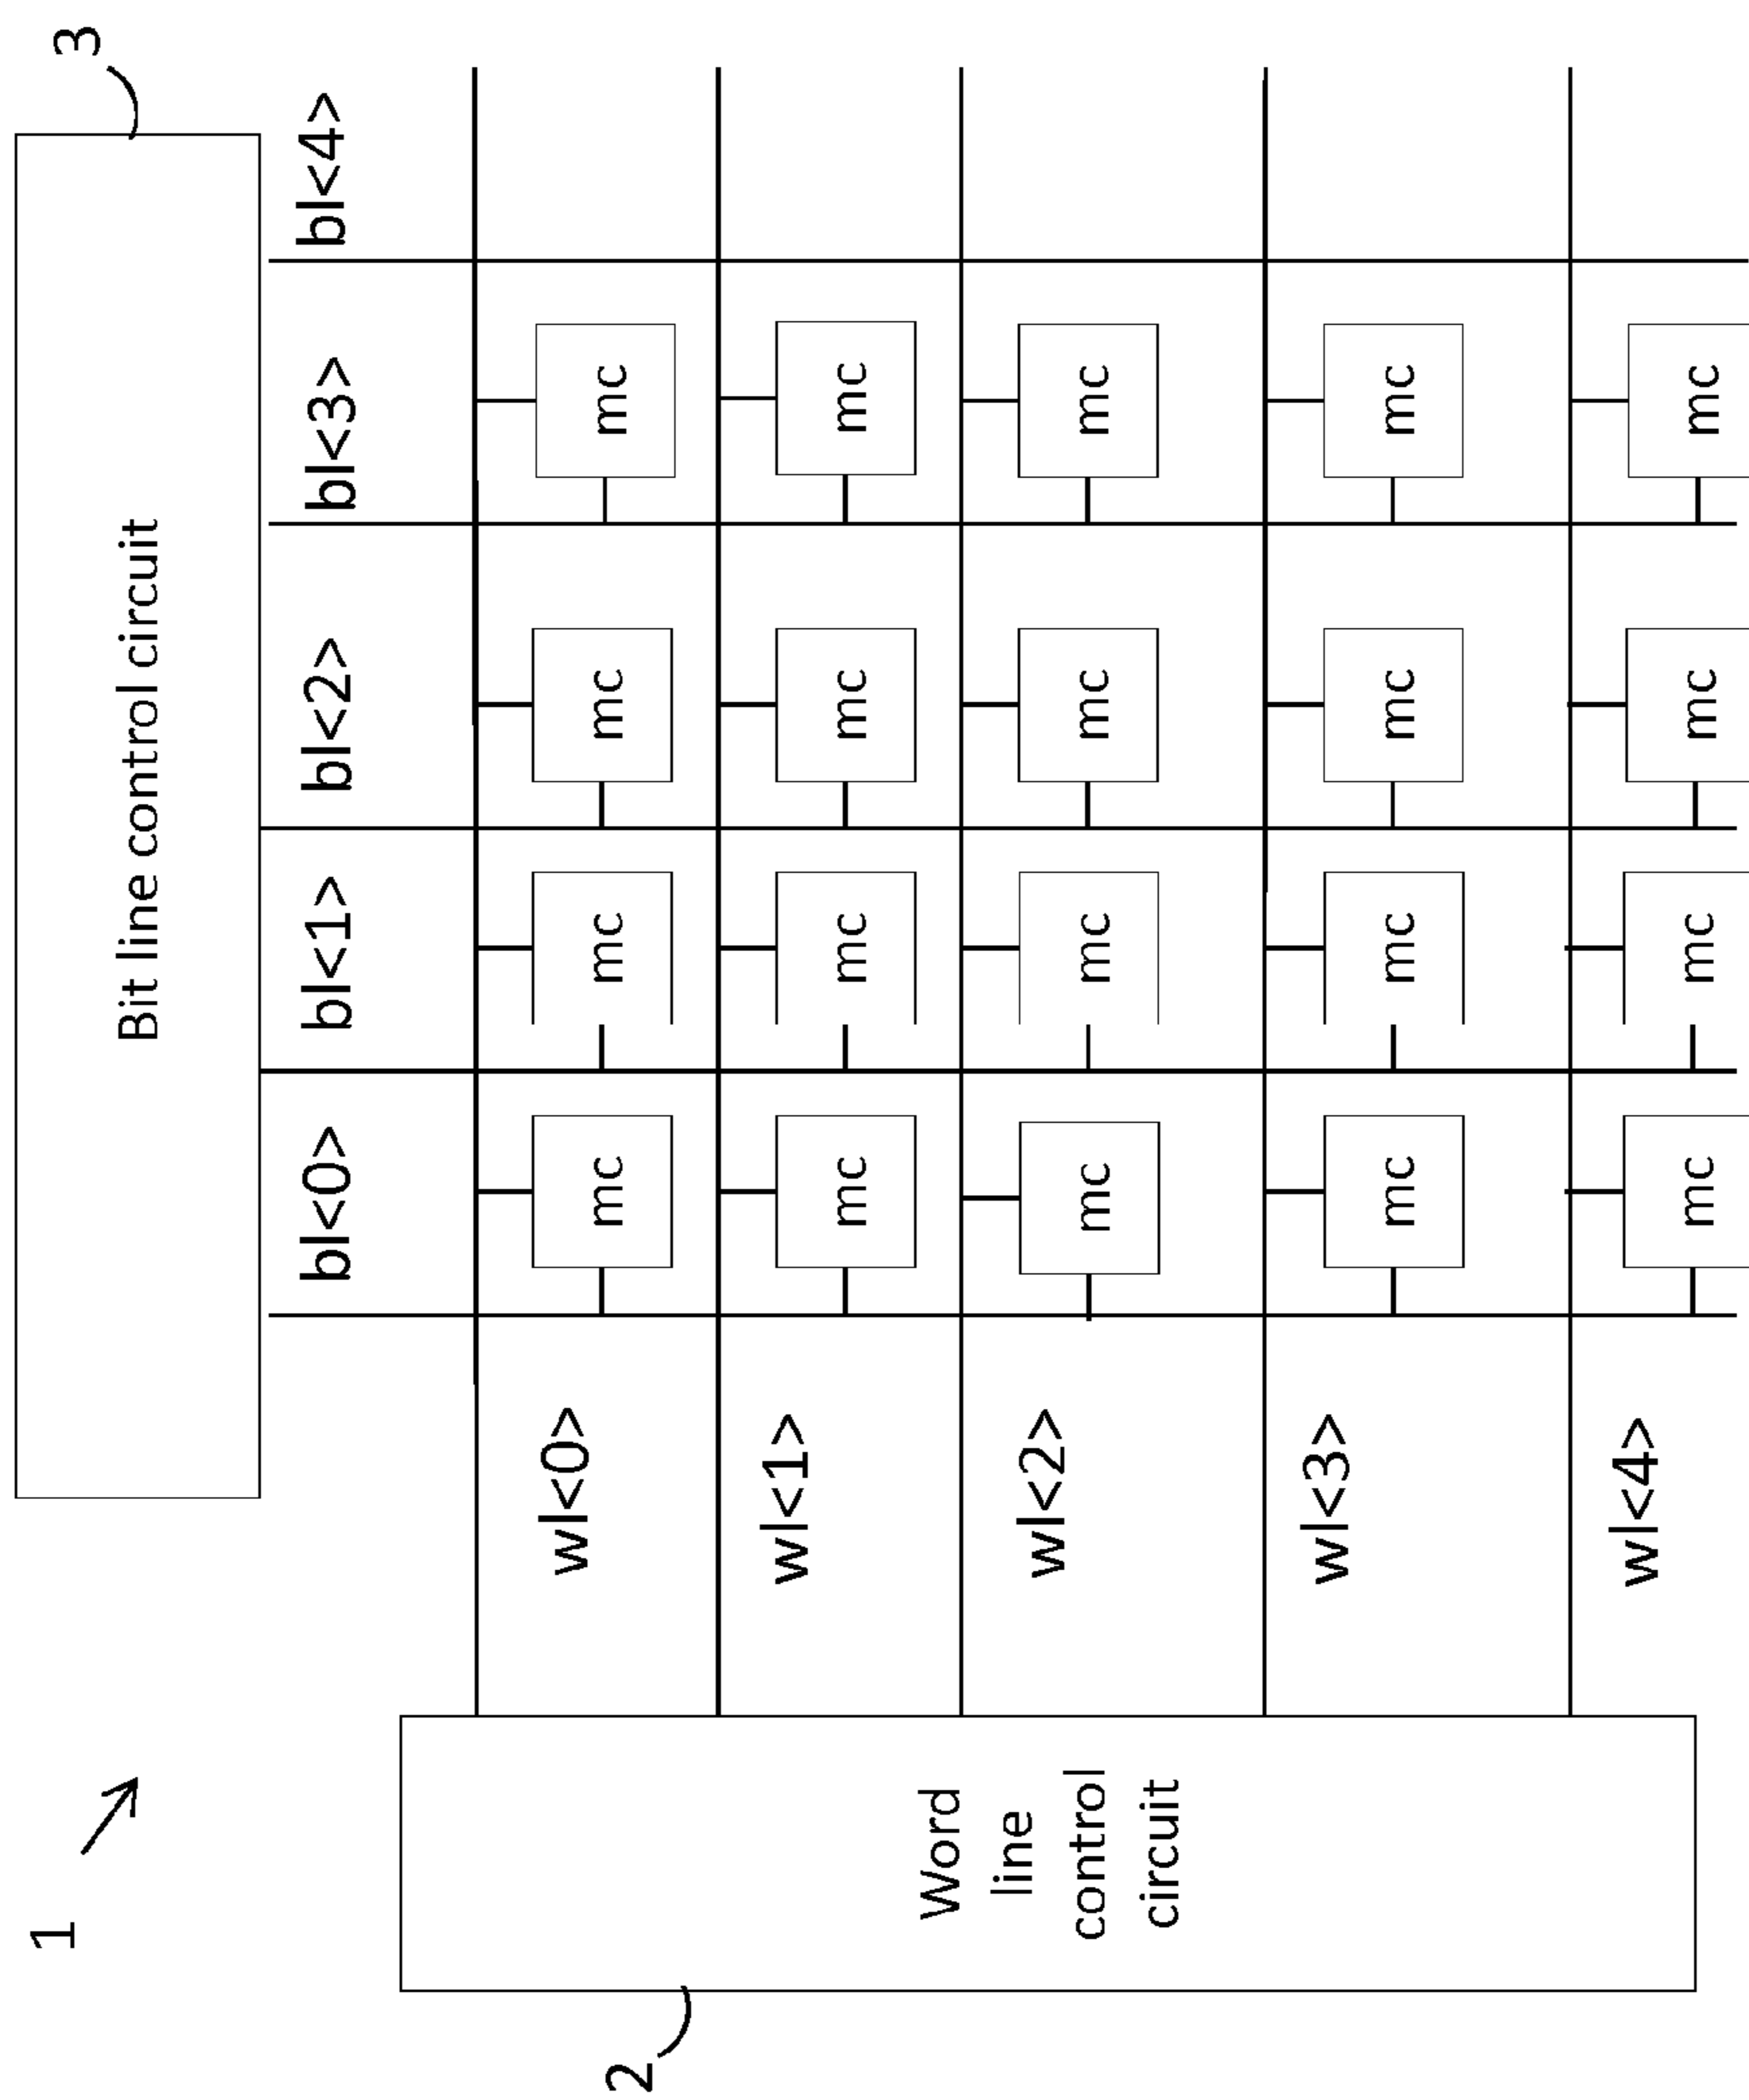 1
3
Bit line control circuit
bl<0> bl<1> bl<2> bl<3> bl<4>
2
Word
line
control
circuit
wl<0> mc mc mc mc
wl<1> mc mc mc mc
wl<2> mc mc mc mc
wl<3> mc mc mc mc
wl<4> mc mc mc mc